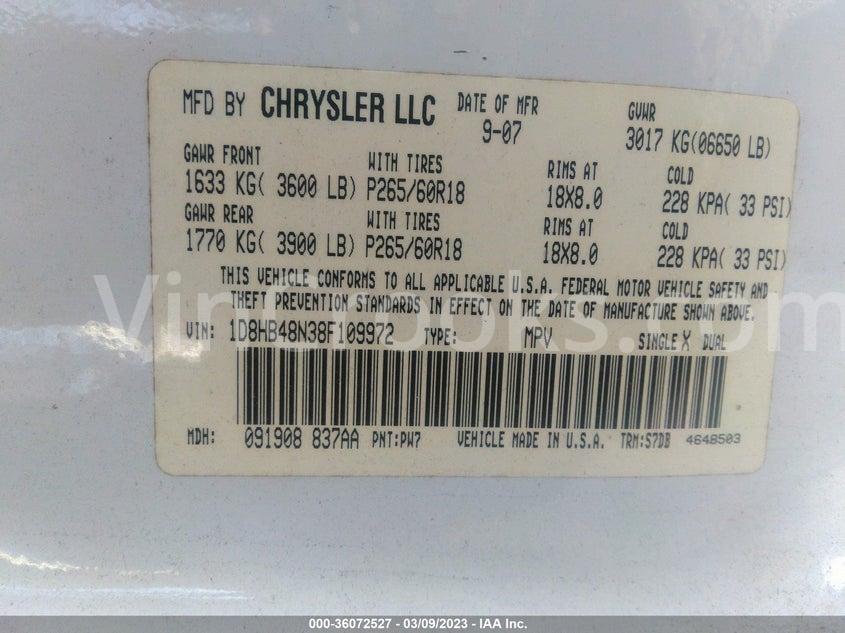 MFD BY CHRYSLER LLC DATE OF MFR GVWR
9-07 3017 KG(06650 LB)
GAWR FRONT WITH TIRES RIMS AT COLD
1633 KG( 3600 LB) P265/60R18 18X8.0 228 KPA( 33 PSI)
GAWR REAR WITH TIRES RIMS AT COLD
1770 KG( 3900 LB) P265/60R18 18X8.0 228 KPA( 33 PSI)
THIS VEHICLE CONFORMS TO ALL APPLICABLE U.S.A. FEDERAL MOTOR VEHICLE SAFETY AND
THEFT PREVENTION STANDARDS IN EFFECT ON THE DATE OF MANUFACTURE SHOWN ABOVE.
VIN: 1D8HB48N38F109972 TYPE: MPV SINGLE X DUAL
MDH: 091908 837AA PNT:PW7 VEHICLE MADE IN U.S.A. TRM:S7DB 4648503
000-36072527 - 03/09/2023 - IAA Inc.